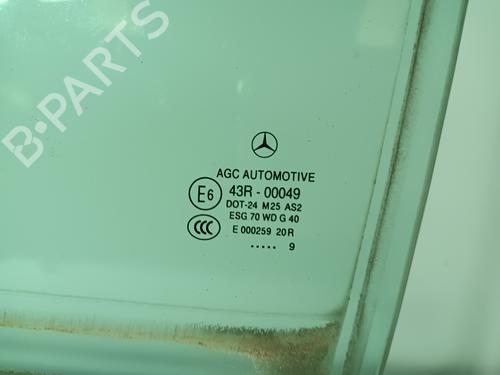 B-PARTS
AGC AUTOMOTIVE
E6 43R - 00049
DOT-24 M25 AS2
ESG 70 WD G 40
CCC E 000259 20R
..... 9